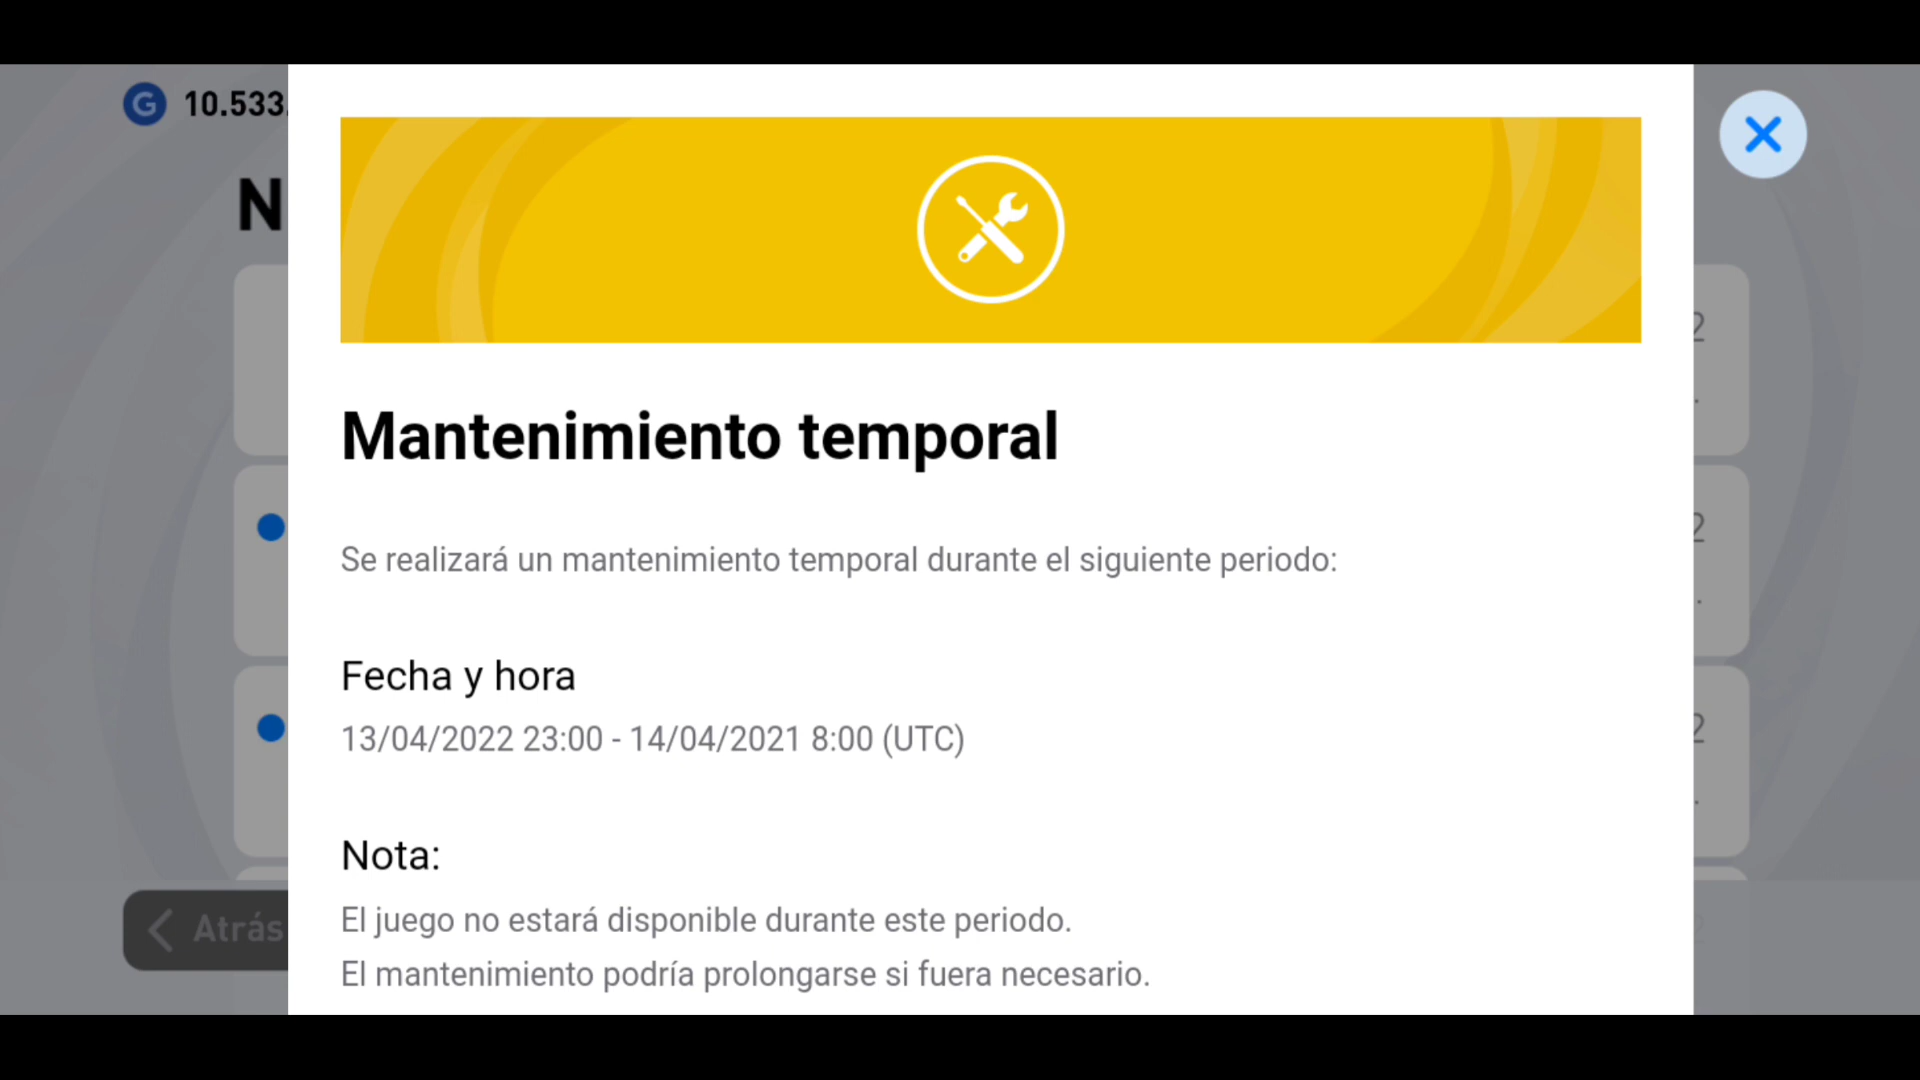 G 10.533.
N
Mantenimiento temporal
Se realizará un mantenimiento temporal durante el siguiente periodo:
Fecha y hora
13/04/2022 23:00 - 14/04/2021 8:00 (UTC)
Nota:
El juego no estará disponible durante este periodo.
El mantenimiento podría prolongarse si fuera necesario.
Atrás